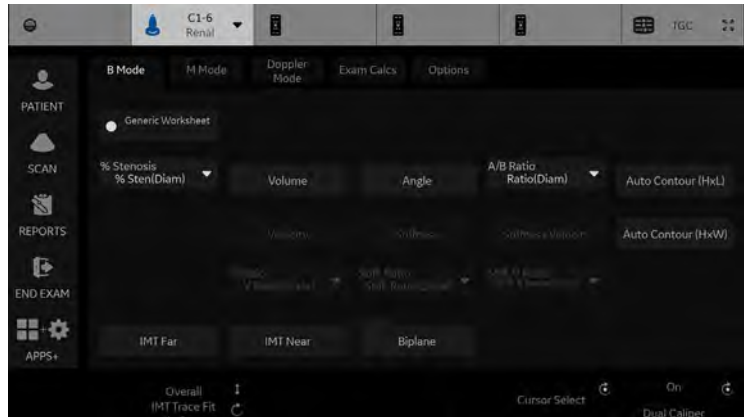 C1-6
Renal
TGC
B Mode
M Mode
Doppler
Mode
Exam Calcs
Options
PATIENT
Generic Worksheet
SCAN
% Stenosis
% Sten(Diam)
Volume
Angle
A/B Ratio
Ratio(Diam)
Auto Contour (HxL)
REPORTS
Velocity
Stiffness
Auto Contour (HxW)
END EXAM
IMT Far
IMT Near
Biplane
APPS+
Overall
IMT Trace Fit
Cursor Select
On
Dual Caliper